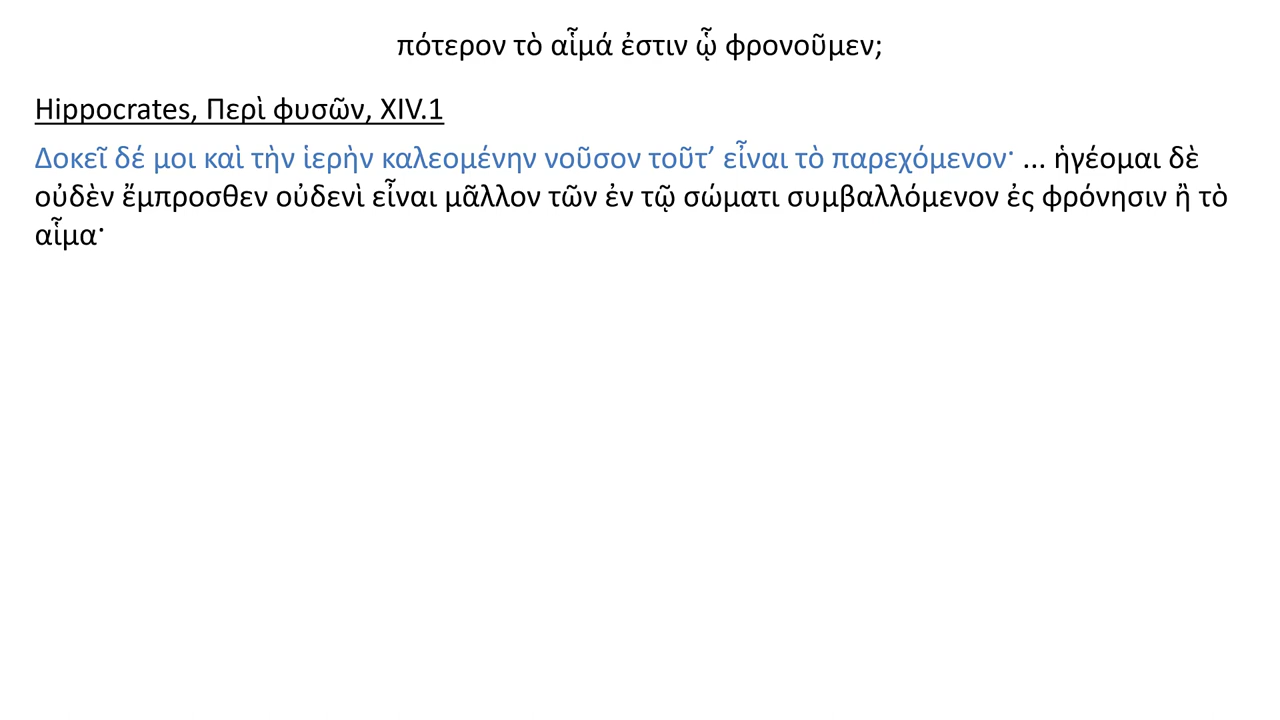 πότερον τὸ αἷμά ἐστιν ᾧ φρονοῦμεν;
Hippocrates, Περὶ φυσῶν, XIV.1
Δοκεῖ δέ μοι καὶ τὴν ἱερὴν καλεομένην νοῦσον τοῦτ’ εἶναι τὸ παρεχόμενον· ... ἡγέομαι δὲ
οὐδὲν ἔμπροσθεν οὐδενὶ εἶναι μᾶλλον τῶν ἐν τῷ σώματι συμβαλλόμενον ἐς φρόνησιν ἢ τὸ
αἷμα·